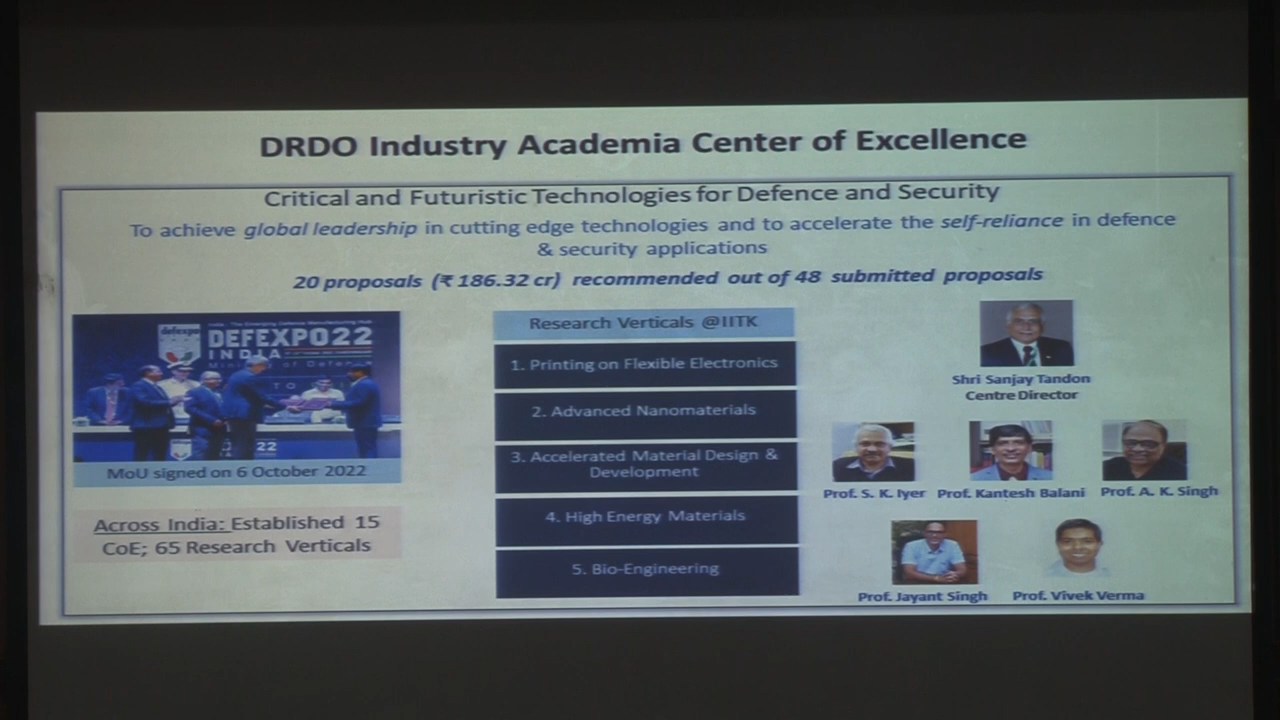 DRDO Industry Academia Center of Excellence
Critical and Futuristic Technologies for Defence and Security
To achieve global leadership in cutting edge technologies and to accelerate the self-reliance in defence
& security applications
20 proposals (₹ 186.32 cr) recommended out of 48 submitted proposals
defexpo
DEFEXPO22
INDIA
Ministry of Defence
22
MoU signed on 6 October 2022
Across India: Established 15
CoE; 65 Research Verticals
Research Verticals @IITK
1. Printing on Flexible Electronics
2. Advanced Nanomaterials
3. Accelerated Material Design &
Development
4. High Energy Materials
5. Bio-Engineering
Shri Sanjay Tandon
Centre Director
Prof. S. K. Iyer
Prof. Kantesh Balani
Prof. A. K. Singh
Prof. Jayant Singh
Prof. Vivek Verma